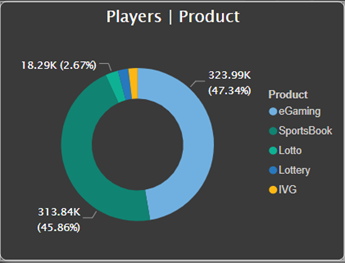 Players | Product
18.29K (2.67%)
323.99K
(47.34%)
Product
eGaming
SportsBook
Lotto
Lottery
IVG
313.84K
(45.86%)